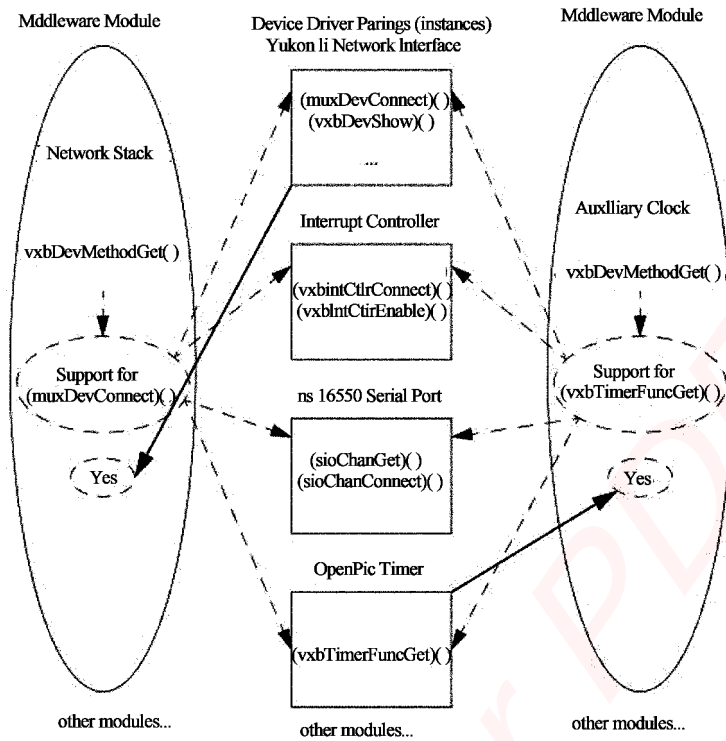 Mddleware Module
Network Stack
vxbDevMethodGet( )
Support for
(muxDevConnect)( )
Yes
other modules...
Device Driver Parings (instances)
Yukon li Network Interface
(muxDevConnect)( )
(vxbDevShow)( )
...
Interrupt Controller
(vxbintCtlrConnect)( )
(vxbIntCtirEnable)( )
ns 16550 Serial Port
(sioChanGet)( )
(sioChanConnect)( )
OpenPic Timer
(vxbTimerFuncGet)( )
other modules...
Mddleware Module
Auxlliary Clock
vxbDevMethodGet( )
Support for
(vxbTimerFuncGet)( )
Yes
other modules...
r PD